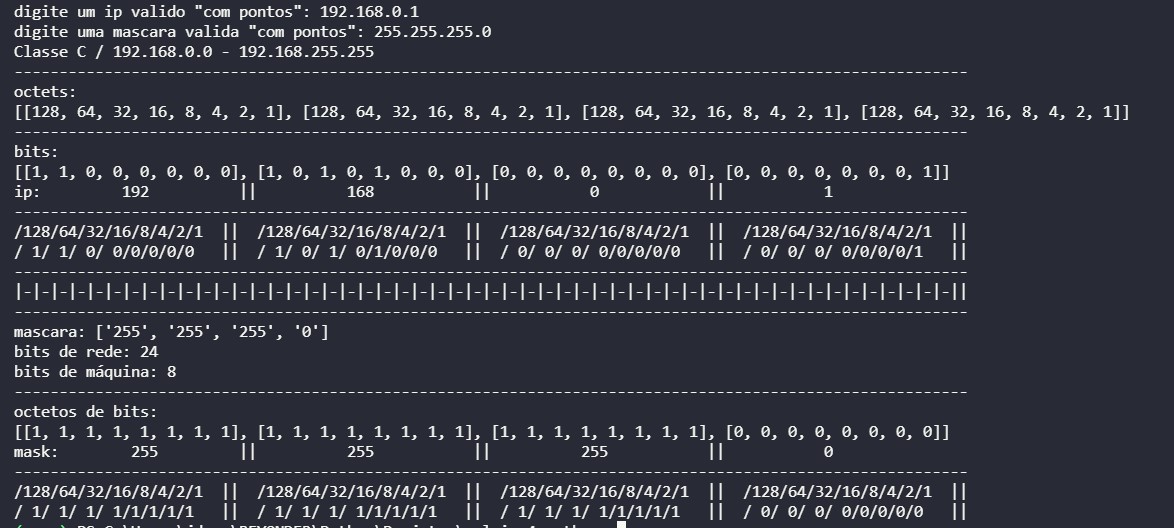 digite um ip valido "com pontos": 192.168.0.1
digite uma mascara valida "com pontos": 255.255.255.0
Classe C / 192.168.0.0 - 192.168.255.255
----------------------------------------------------------------------------------------------------------
octets:
[[128, 64, 32, 16, 8, 4, 2, 1], [128, 64, 32, 16, 8, 4, 2, 1], [128, 64, 32, 16, 8, 4, 2, 1], [128, 64, 32, 16, 8, 4, 2, 1]]
----------------------------------------------------------------------------------------------------------
bits:
[[1, 1, 0, 0, 0, 0, 0, 0], [1, 0, 1, 0, 1, 0, 0, 0], [0, 0, 0, 0, 0, 0, 0, 0], [0, 0, 0, 0, 0, 0, 0, 1]]
ip:         192          ||          168           ||           0            ||           1
----------------------------------------------------------------------------------------------------------
/128/64/32/16/8/4/2/1  ||  /128/64/32/16/8/4/2/1  ||  /128/64/32/16/8/4/2/1  ||  /128/64/32/16/8/4/2/1  ||
/ 1/ 1/ 0/ 0/0/0/0/0   ||  / 1/ 0/ 1/ 0/1/0/0/0   ||  / 0/ 0/ 0/ 0/0/0/0/0   ||  / 0/ 0/ 0/ 0/0/0/0/1   ||
----------------------------------------------------------------------------------------------------------
|-|-|-|-|-|-|-|-|-|-|-|-|-|-|-|-|-|-|-|-|-|-|-|-|-|-|-|-|-|-|-|-|-|-|-|-|-|-|-|-|-|-|-|-|-|-|-|-|-|-|-|-||
----------------------------------------------------------------------------------------------------------
mascara: ['255', '255', '255', '0']
bits de rede: 24
bits de máquina: 8
----------------------------------------------------------------------------------------------------------
octetos de bits:
[[1, 1, 1, 1, 1, 1, 1, 1], [1, 1, 1, 1, 1, 1, 1, 1], [1, 1, 1, 1, 1, 1, 1, 1], [0, 0, 0, 0, 0, 0, 0, 0]]
mask:        255         ||          255           ||          255           ||           0
----------------------------------------------------------------------------------------------------------
/128/64/32/16/8/4/2/1  ||  /128/64/32/16/8/4/2/1  ||  /128/64/32/16/8/4/2/1  ||  /128/64/32/16/8/4/2/1  ||
/ 1/ 1/ 1/ 1/1/1/1/1   ||  / 1/ 1/ 1/ 1/1/1/1/1   ||  / 1/ 1/ 1/ 1/1/1/1/1   ||  / 0/ 0/ 0/ 0/0/0/0/0   ||